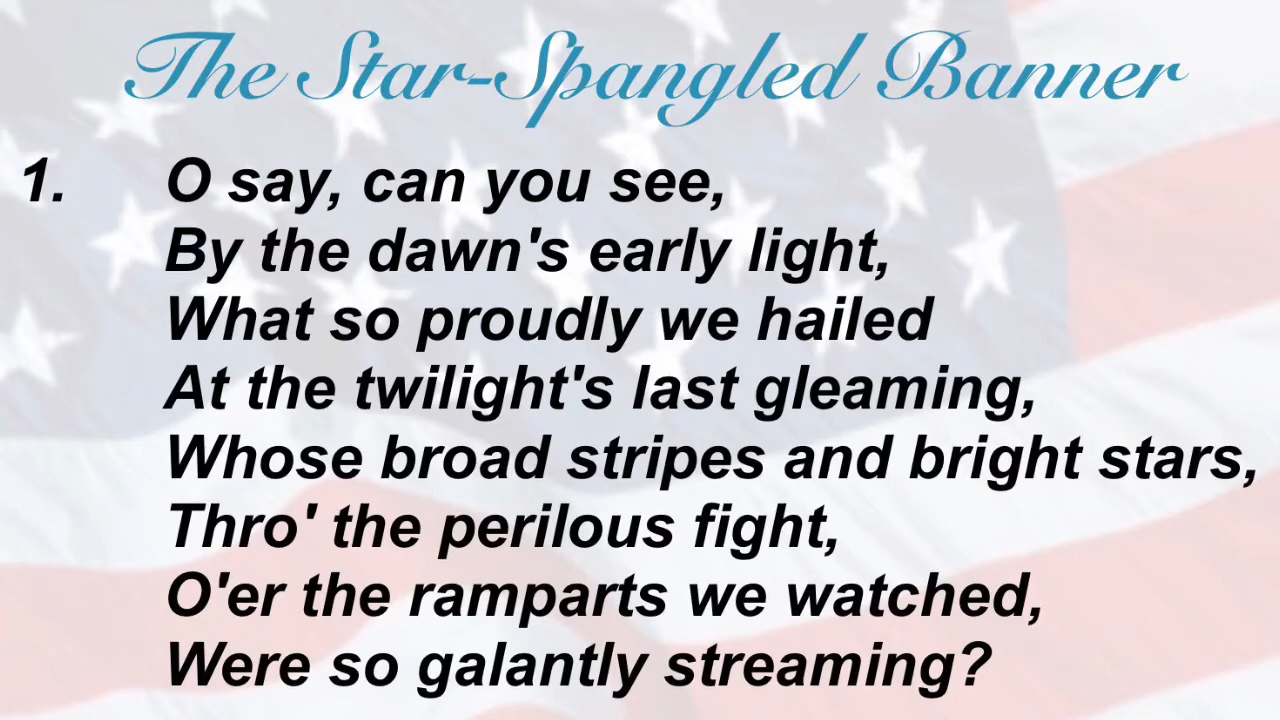 The Star-Spangled Banner
1. O say, can you see,
By the dawn's early light,
What so proudly we hailed
At the twilight's last gleaming,
Whose broad stripes and bright stars,
Thro' the perilous fight,
O'er the ramparts we watched,
Were so galantly streaming?